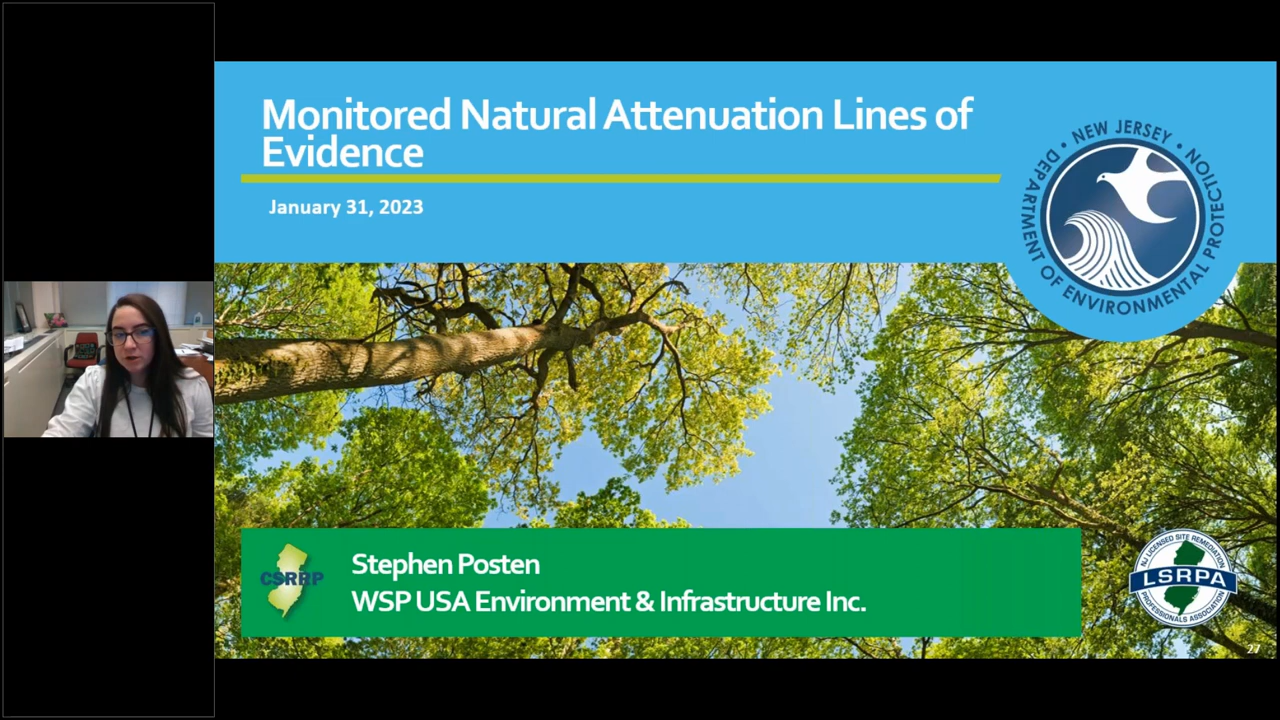 Monitored Natural Attenuation Lines of
Evidence
January 31, 2023
• NEW JERSEY •
DEPARTMENT OF ENVIRONMENTAL PROTECTION
CSRRP
Stephen Posten
WSP USA Environment & Infrastructure Inc.
NJ LICENSED SITE REMEDIATION
LSRPA
PROFESSIONALS ASSOCIATION
27